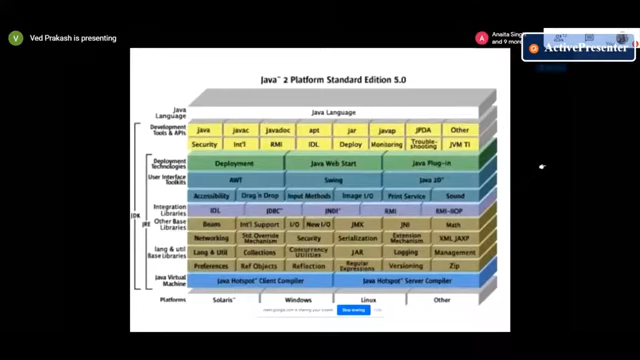 V Ved Prakash is presenting
A Anaita Singh and 9 more
ActivePresenter
Java™ 2 Platform Standard Edition 5.0
Java Language
Java Language
Development Tools & APIs
java javac javadoc apt jar javap JPDA Other
Security Int'l RMI IDL Deploy Monitoring Trouble-shooting JVM TI
Deployment Technologies
Deployment Java Web Start Java Plug-in
User Interface Toolkits
AWT Swing Java 2D™
Accessibility Drag n Drop Input Methods Image I/O Print Service Sound
Integration Libraries
IDL JDBC™ JNDI™ RMI RMI-IIOP
JDK
JRE
Other Base Libraries
Beans Int'l Support I/O New I/O JMX JNI Math
Networking Std. Override Mechanism Security Serialization Extension Mechanism XML JAXP
lang & util Base Libraries
Lang & Util Collections Concurrency Utilities JAR Logging Management
Preferences Ref Objects Reflection Regular Expressions Versioning Zip
Java Virtual Machine
Java Hotspot™ Client Compiler Java Hotspot™ Server Compiler
Platforms
Solaris™ Windows Linux Other
meet.google.com is sharing your screen. Stop sharing